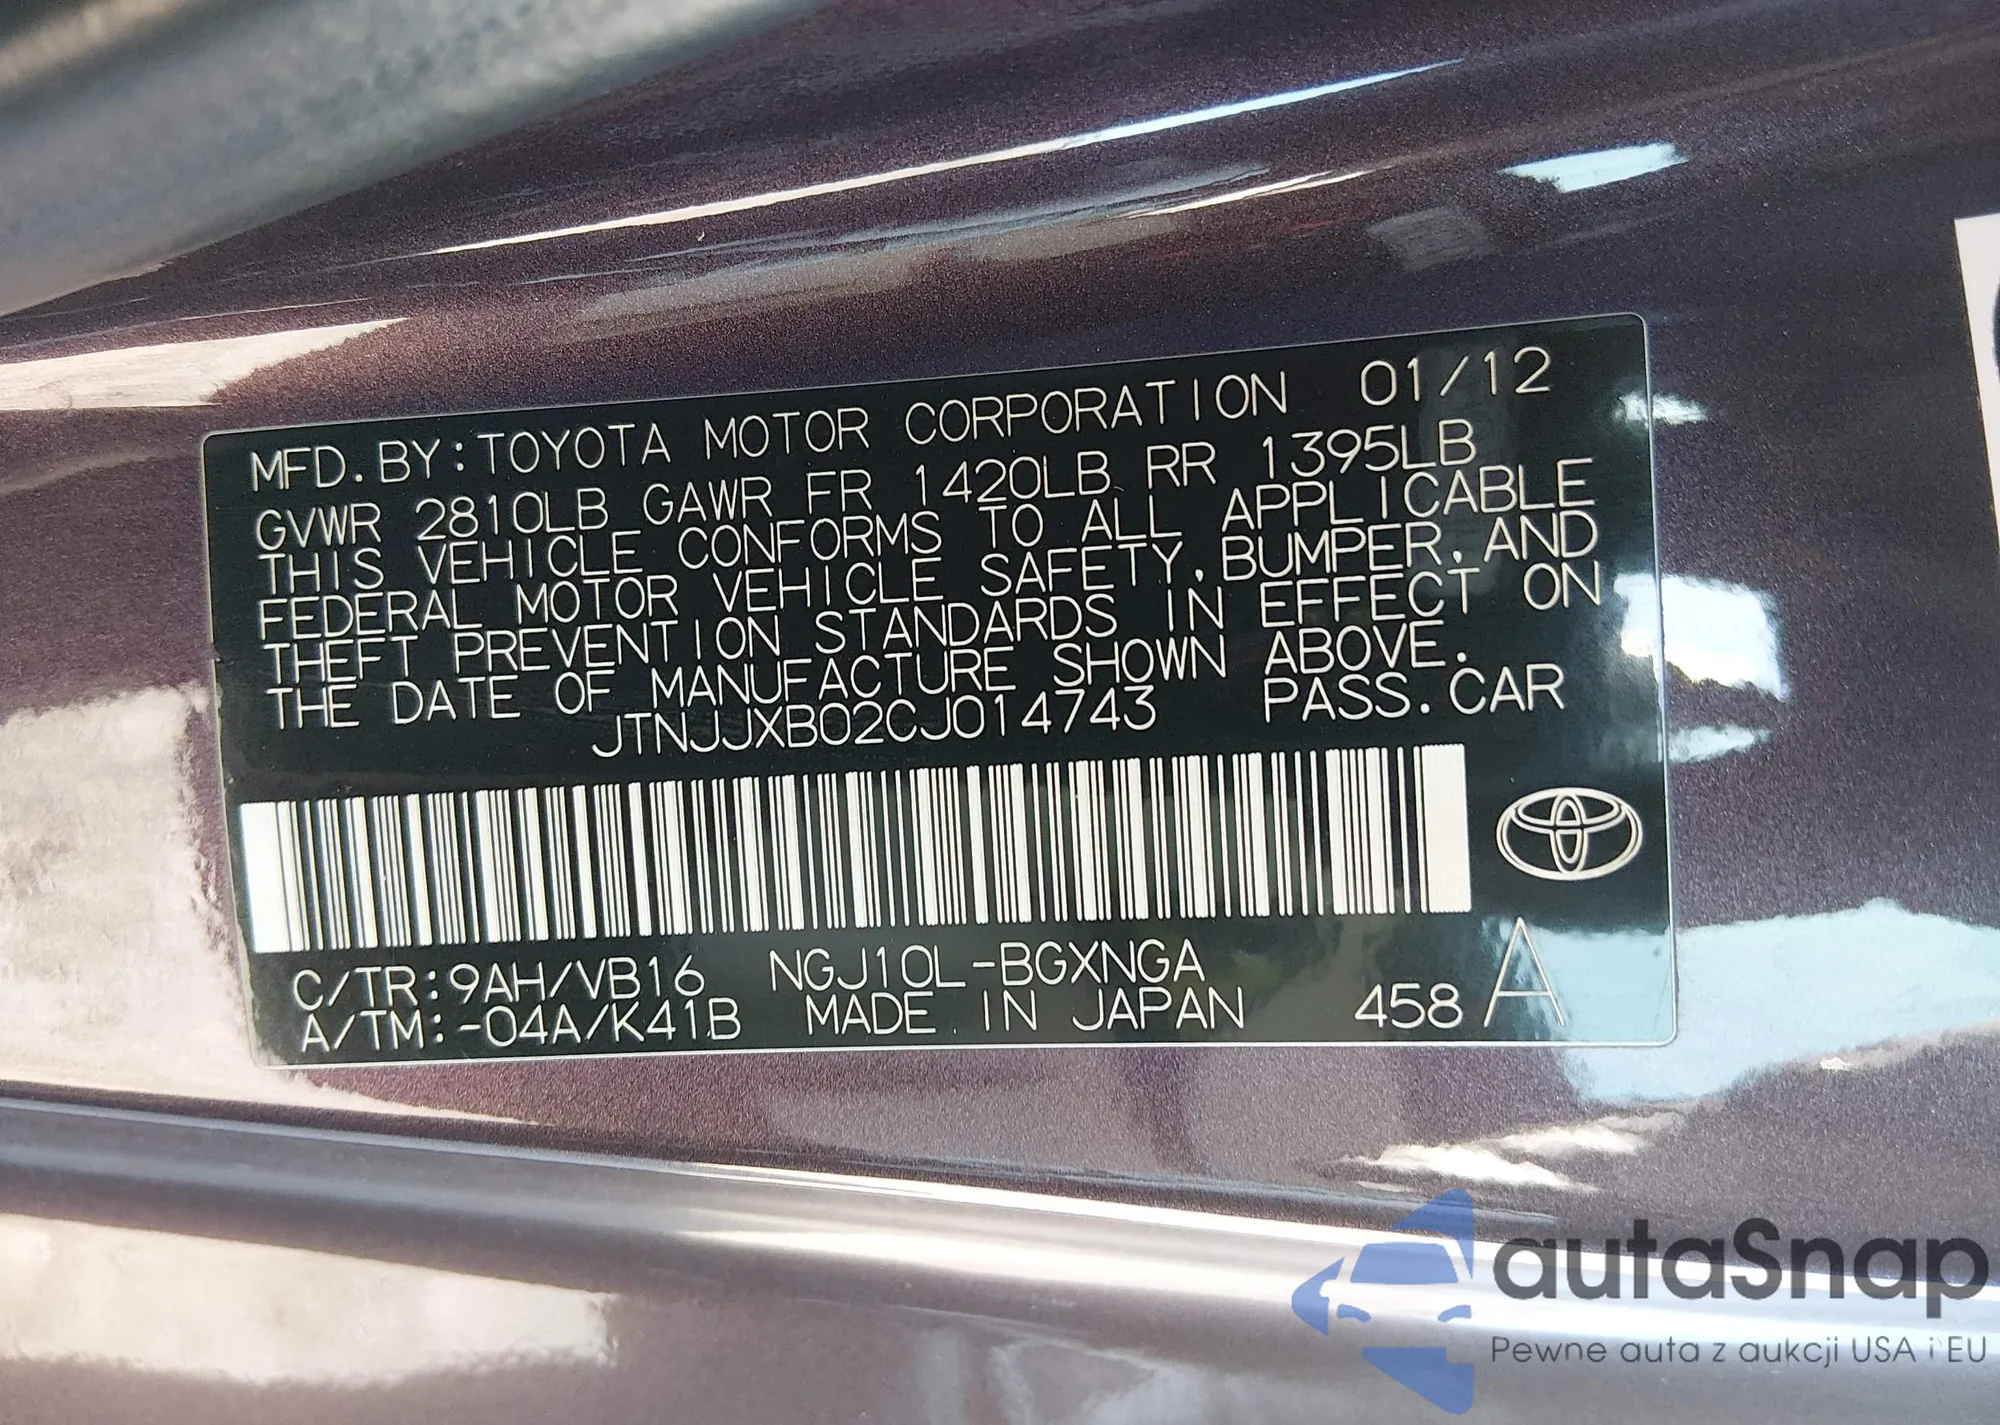 MFD.BY:TOYOTA MOTOR CORPORATION 01/12
GVWR 2810LB GAWR FR 1420LB RR 1395LB
THIS VEHICLE CONFORMS TO ALL APPLICABLE
FEDERAL MOTOR VEHICLE SAFETY, BUMPER, AND
THEFT PREVENTION STANDARDS IN EFFECT ON
THE DATE OF MANUFACTURE SHOWN ABOVE.
JTNJJXB02CJ014743 PASS.CAR
C/TR:9AH/VB16 NGJ10L-BGXNGA
A/TM:-04A/K41B MADE IN JAPAN 458 A
autaSnap
Pewne auta z aukcji USA i EU